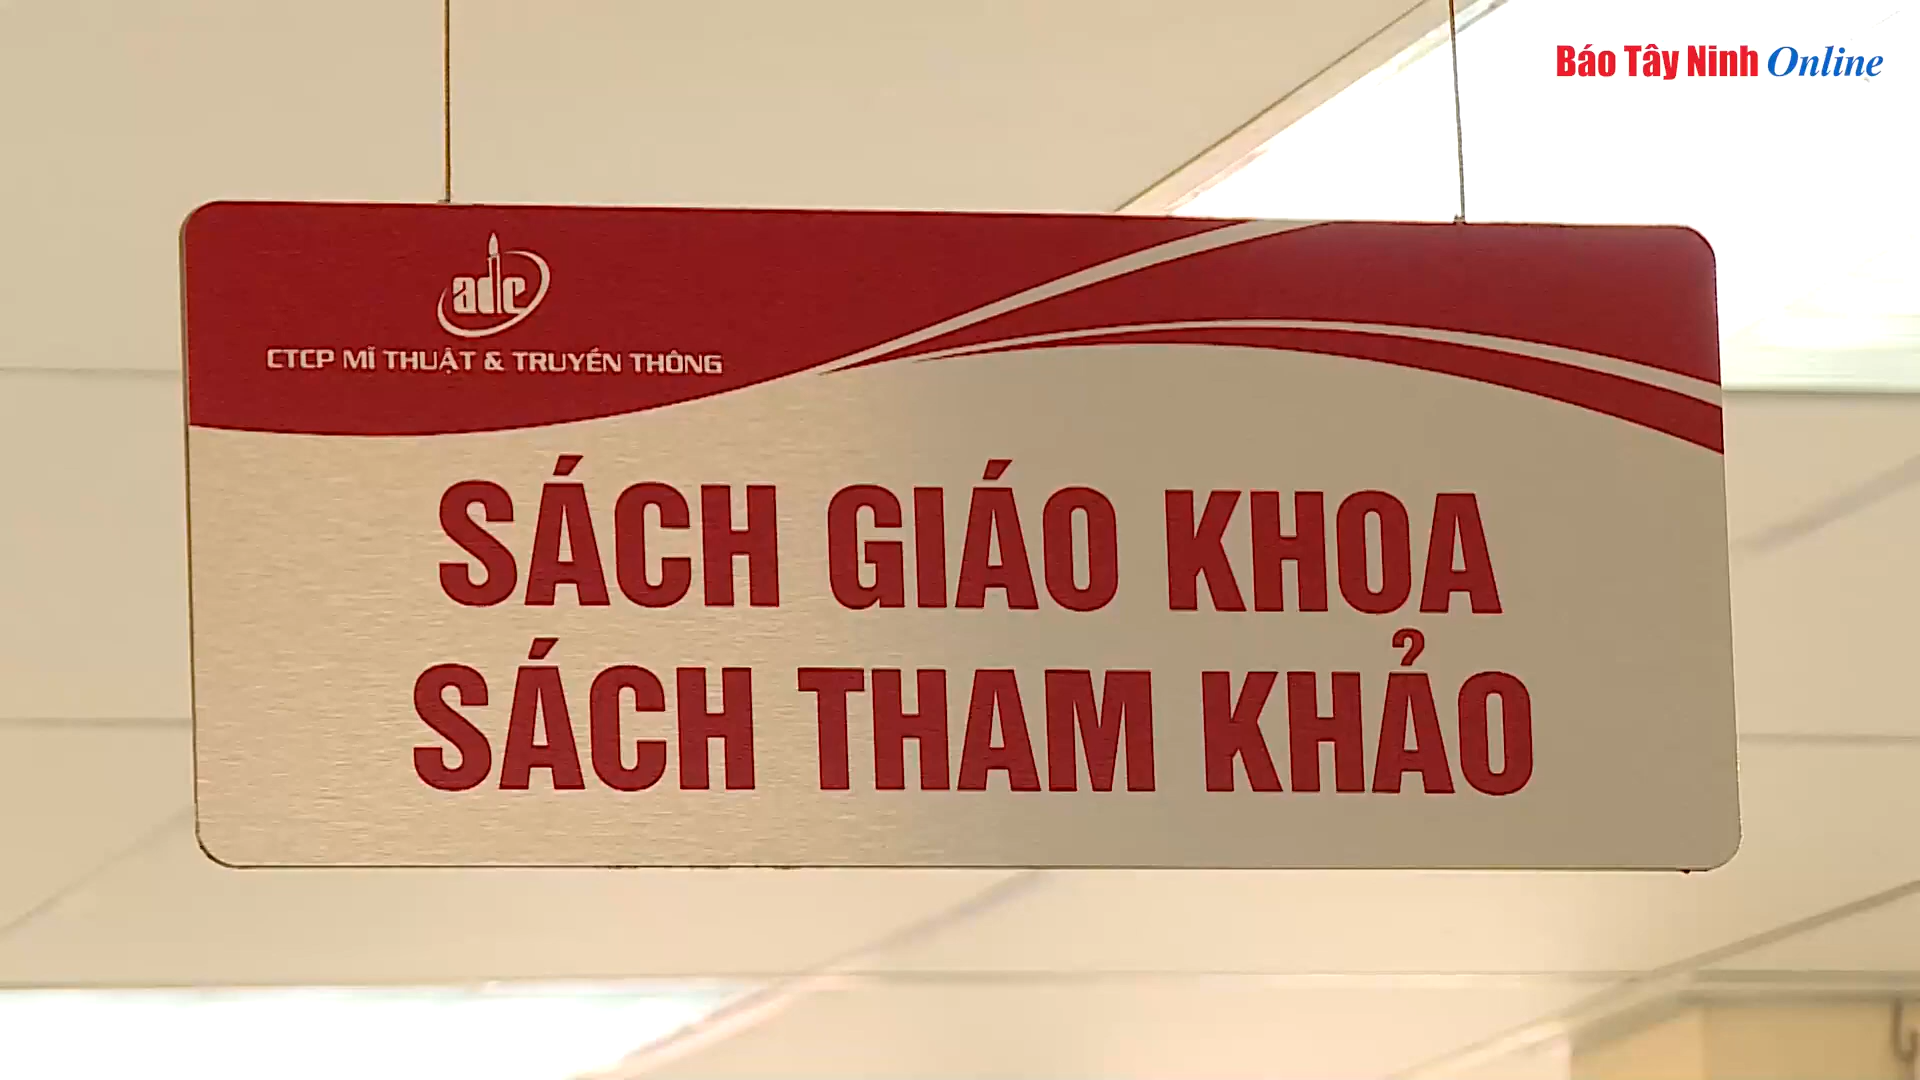 Báo Tây Ninh Online
adc
CTCP MĨ THUẬT & TRUYỀN THÔNG
SÁCH GIÁO KHOA
SÁCH THAM KHẢO